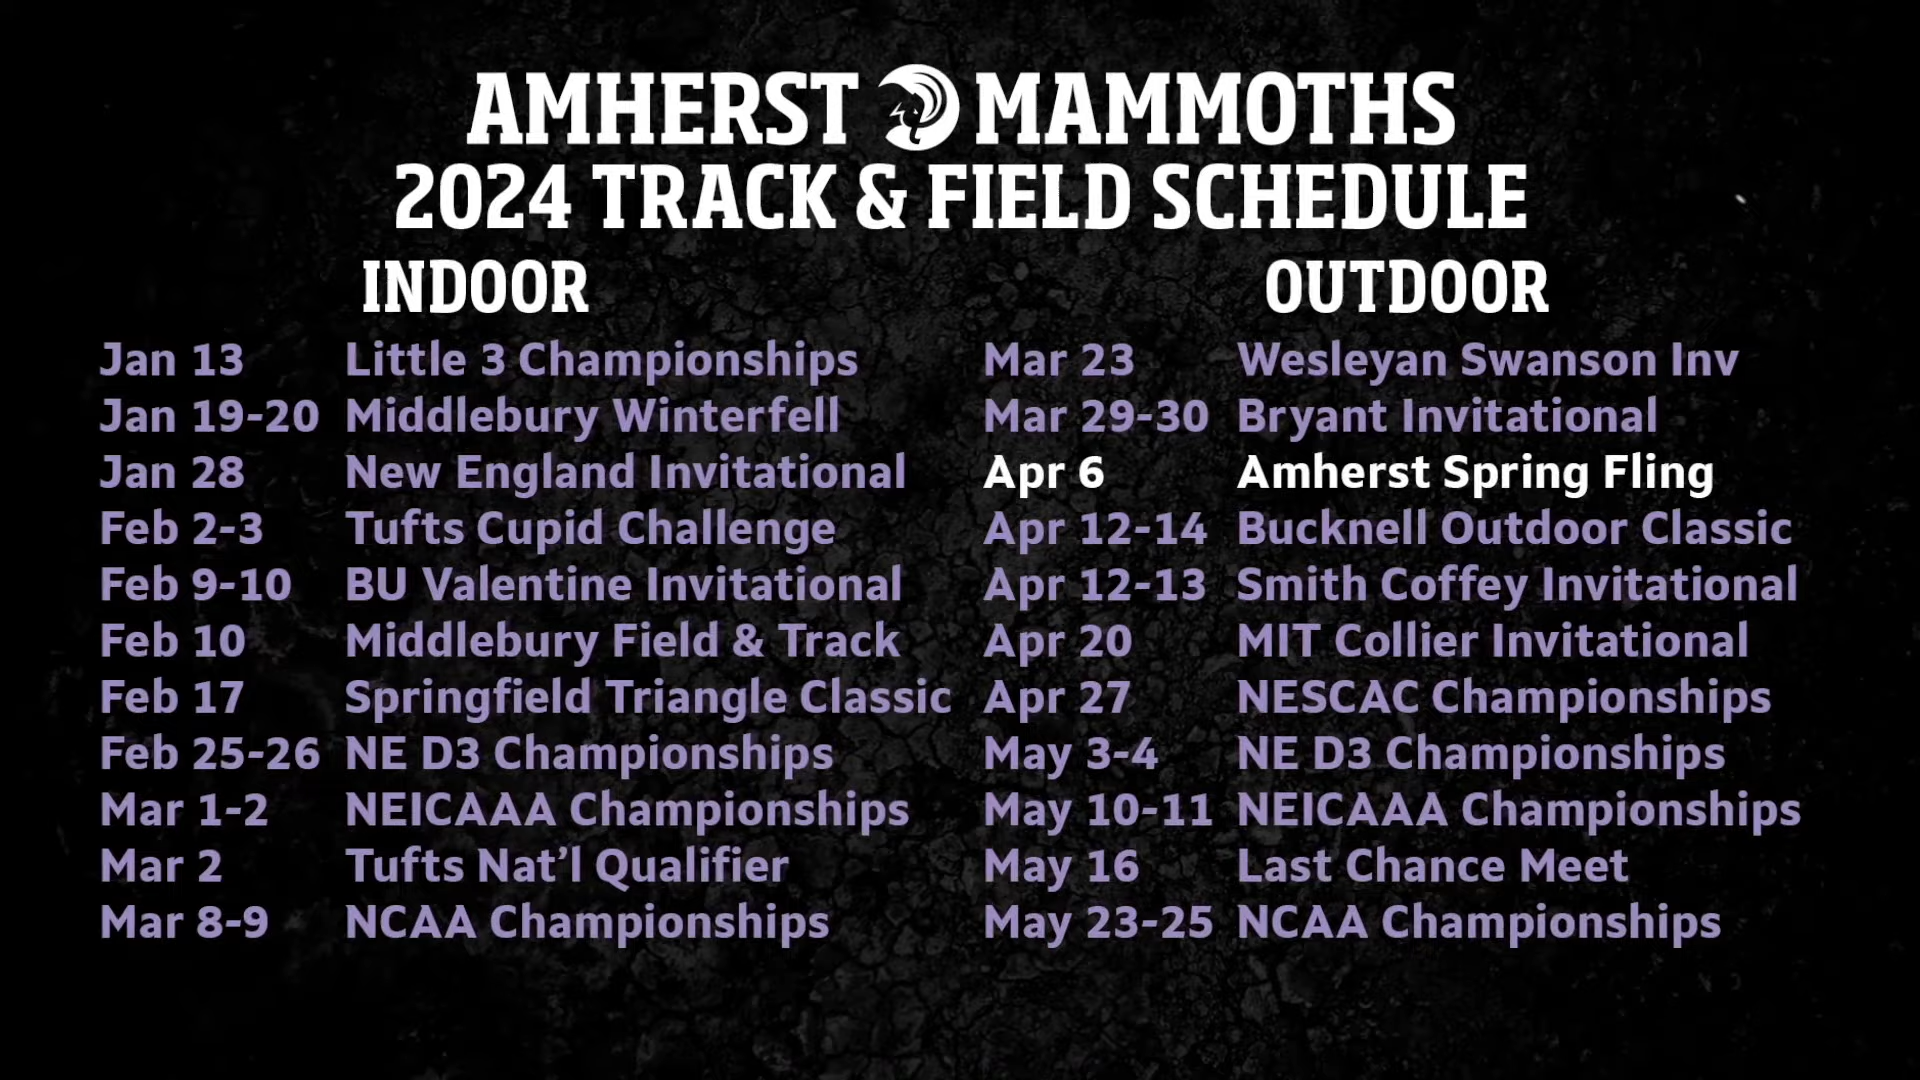 AMHERST MAMMOTHS
2024 TRACK & FIELD SCHEDULE
INDOOR
Jan 13 Little 3 Championships
Jan 19-20 Middlebury Winterfell
Jan 28 New England Invitational
Feb 2-3 Tufts Cupid Challenge
Feb 9-10 BU Valentine Invitational
Feb 10 Middlebury Field & Track
Feb 17 Springfield Triangle Classic
Feb 25-26 NE D3 Championships
Mar 1-2 NEICAAA Championships
Mar 2 Tufts Nat’l Qualifier
Mar 8-9 NCAA Championships
OUTDOOR
Mar 23 Wesleyan Swanson Inv
Mar 29-30 Bryant Invitational
Apr 6 Amherst Spring Fling
Apr 12-14 Bucknell Outdoor Classic
Apr 12-13 Smith Coffey Invitational
Apr 20 MIT Collier Invitational
Apr 27 NESCAC Championships
May 3-4 NE D3 Championships
May 10-11 NEICAAA Championships
May 16 Last Chance Meet
May 23-25 NCAA Championships